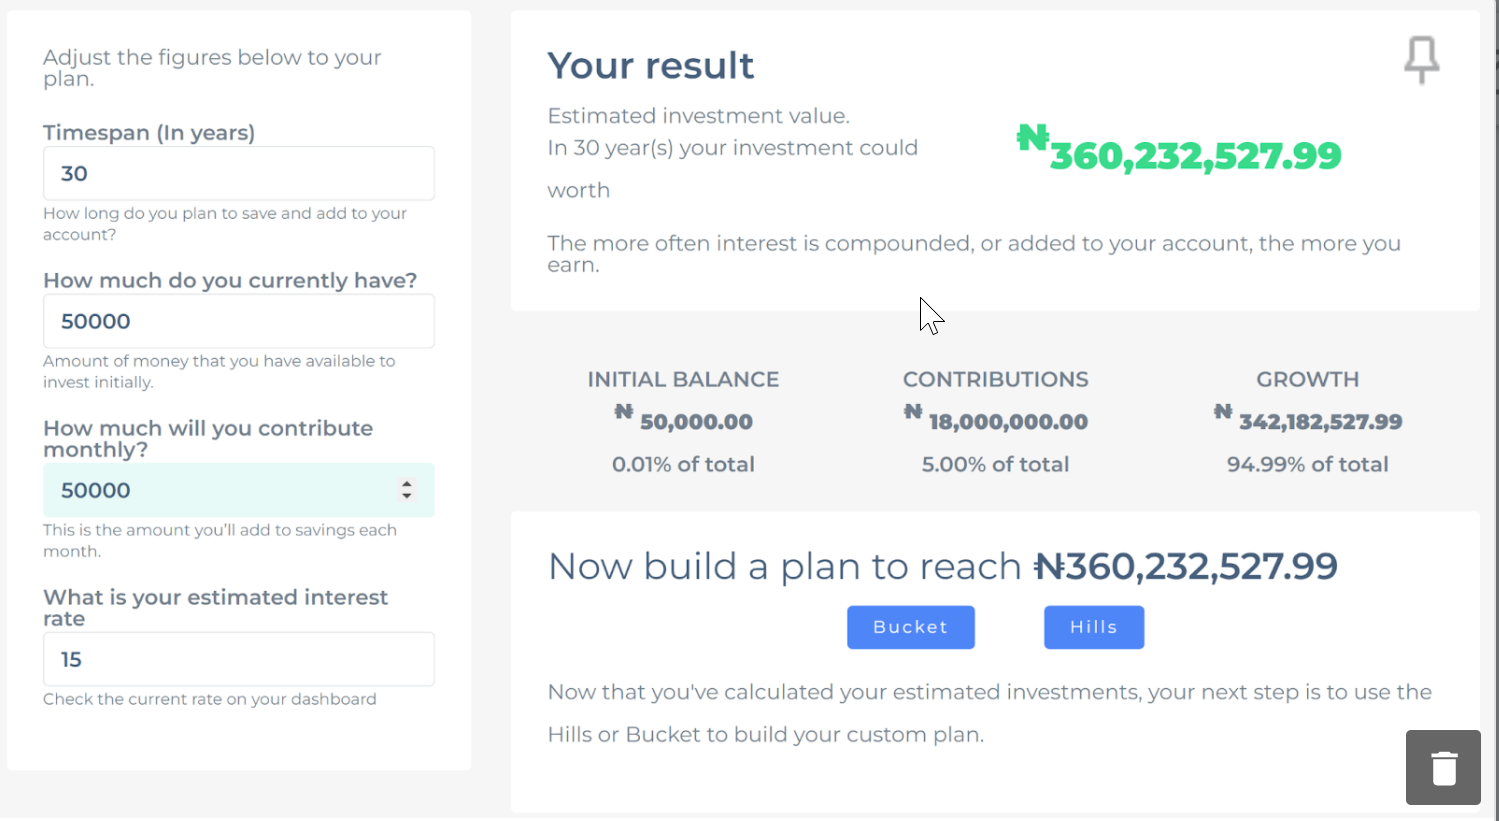 Adjust the figures below to your
plan.
Timespan (In years)
30
How long do you plan to save and add to your
account?
How much do you currently have?
50000
Amount of money that you have available to
invest initially.
How much will you contribute
monthly?
50000
This is the amount you'll add to savings each
month.
What is your estimated interest
rate
15
Check the current rate on your dashboard
Your result
Estimated investment value.
In 30 year(s) your investment could
worth
₦360,232,527.99
The more often interest is compounded, or added to your account, the more you
earn.
INITIAL BALANCE
₦ 50,000.00
0.01% of total
CONTRIBUTIONS
₦ 18,000,000.00
5.00% of total
GROWTH
₦ 342,182,527.99
94.99% of total
Now build a plan to reach ₦360,232,527.99
Bucket
Hills
Now that you've calculated your estimated investments, your next step is to use the
Hills or Bucket to build your custom plan.